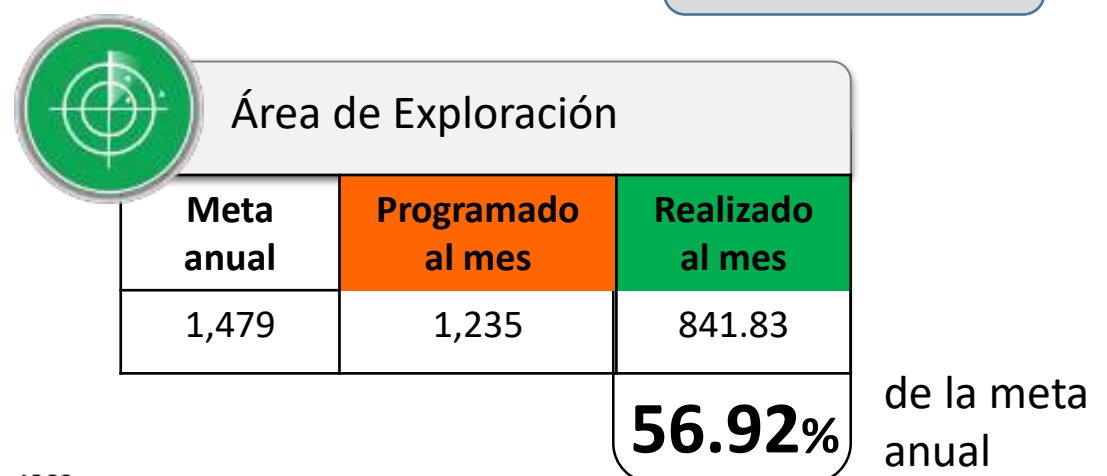 Área de Exploración
Meta anual
Programado al mes
Realizado al mes
1,479
1,235
841.83
56.92%
de la meta
anual